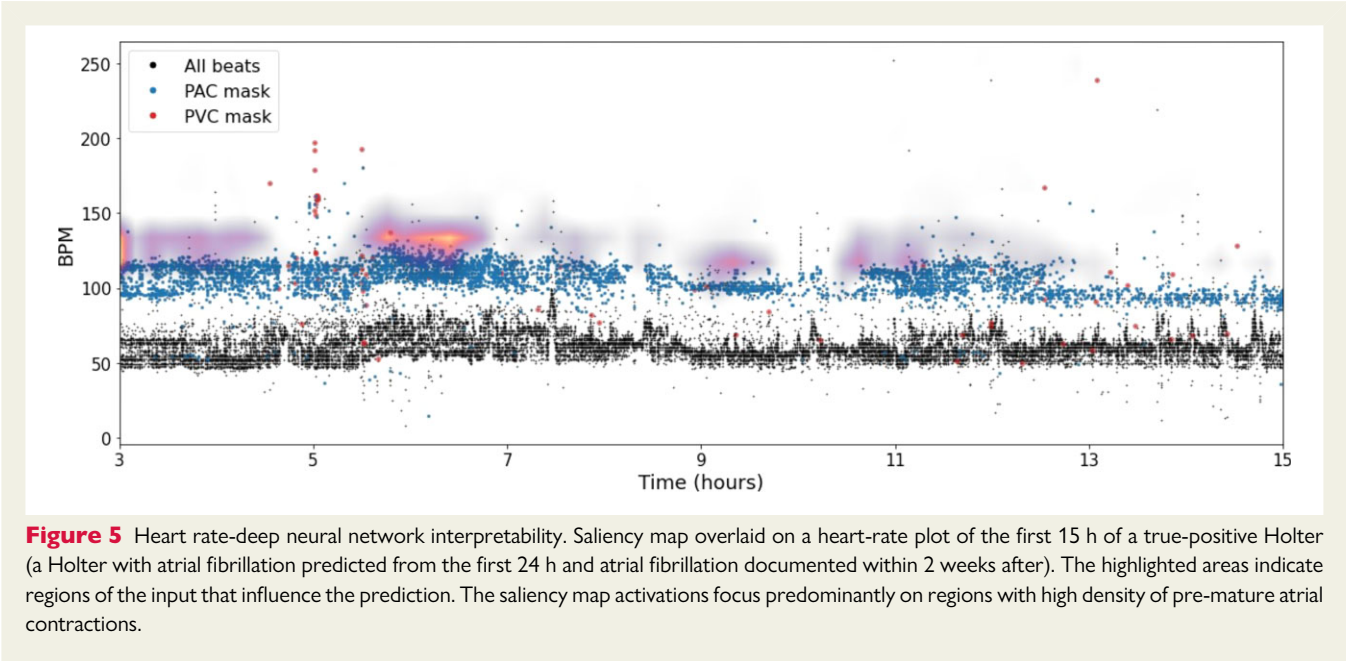 All beats
PAC mask
PVC mask
250
200
150
100
50
0
BPM
3 5 7 9 11 13 15
Time (hours)
Figure 5 Heart rate-deep neural network interpretability. Saliency map overlaid on a heart-rate plot of the first 15 h of a true-positive Holter
(a Holter with atrial fibrillation predicted from the first 24 h and atrial fibrillation documented within 2 weeks after). The highlighted areas indicate
regions of the input that influence the prediction. The saliency map activations focus predominantly on regions with high density of pre-mature atrial
contractions.